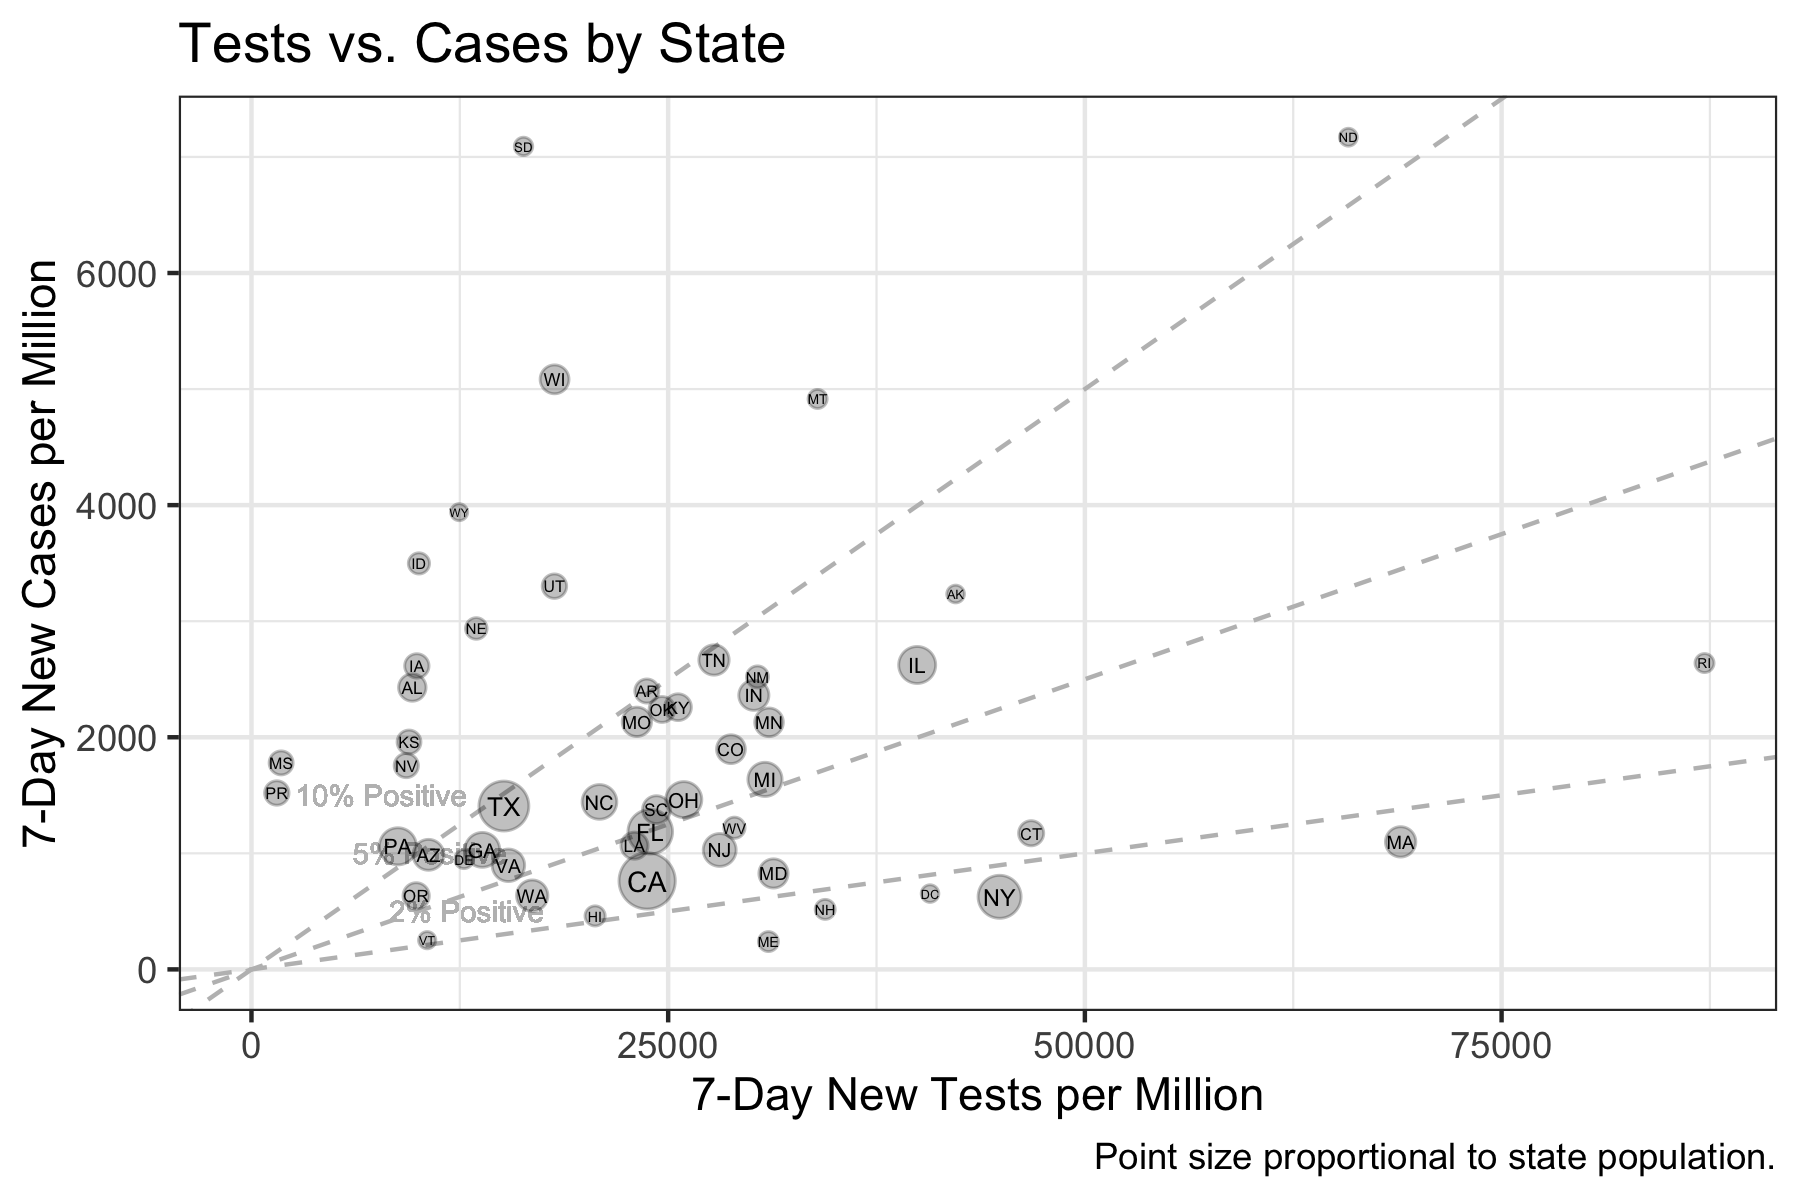 Tests vs. Cases by State
7-Day New Cases per Million
6000
4000
2000
0
SD
ND
WI
MT
WY
ID
UT
AK
NE
TN
IL
RI
IA
NM
AL
AR
IN
OK
KY
MO
MN
KS
CO
MS
NV
MI
PR
10% Positive
TX
NC
OH
SC
FL
WV
CT
PA
5% Positive
AZ
DE
GA
LA
NJ
MA
VA
CA
MD
OR
WA
DC
NY
2% Positive
HI
NH
VT
ME
0
25000
50000
75000
7-Day New Tests per Million
Point size proportional to state population.